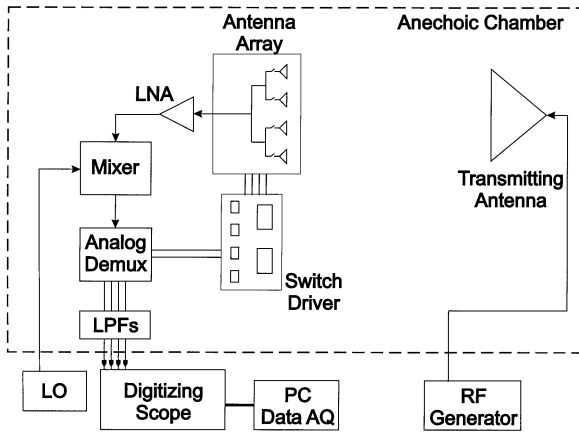 Antenna
Array
Anechoic Chamber
LNA
Mixer
Transmitting
Antenna
Analog
Demux
Switch
Driver
LPFs
LO
Digitizing
Scope
PC
Data AQ
RF
Generator